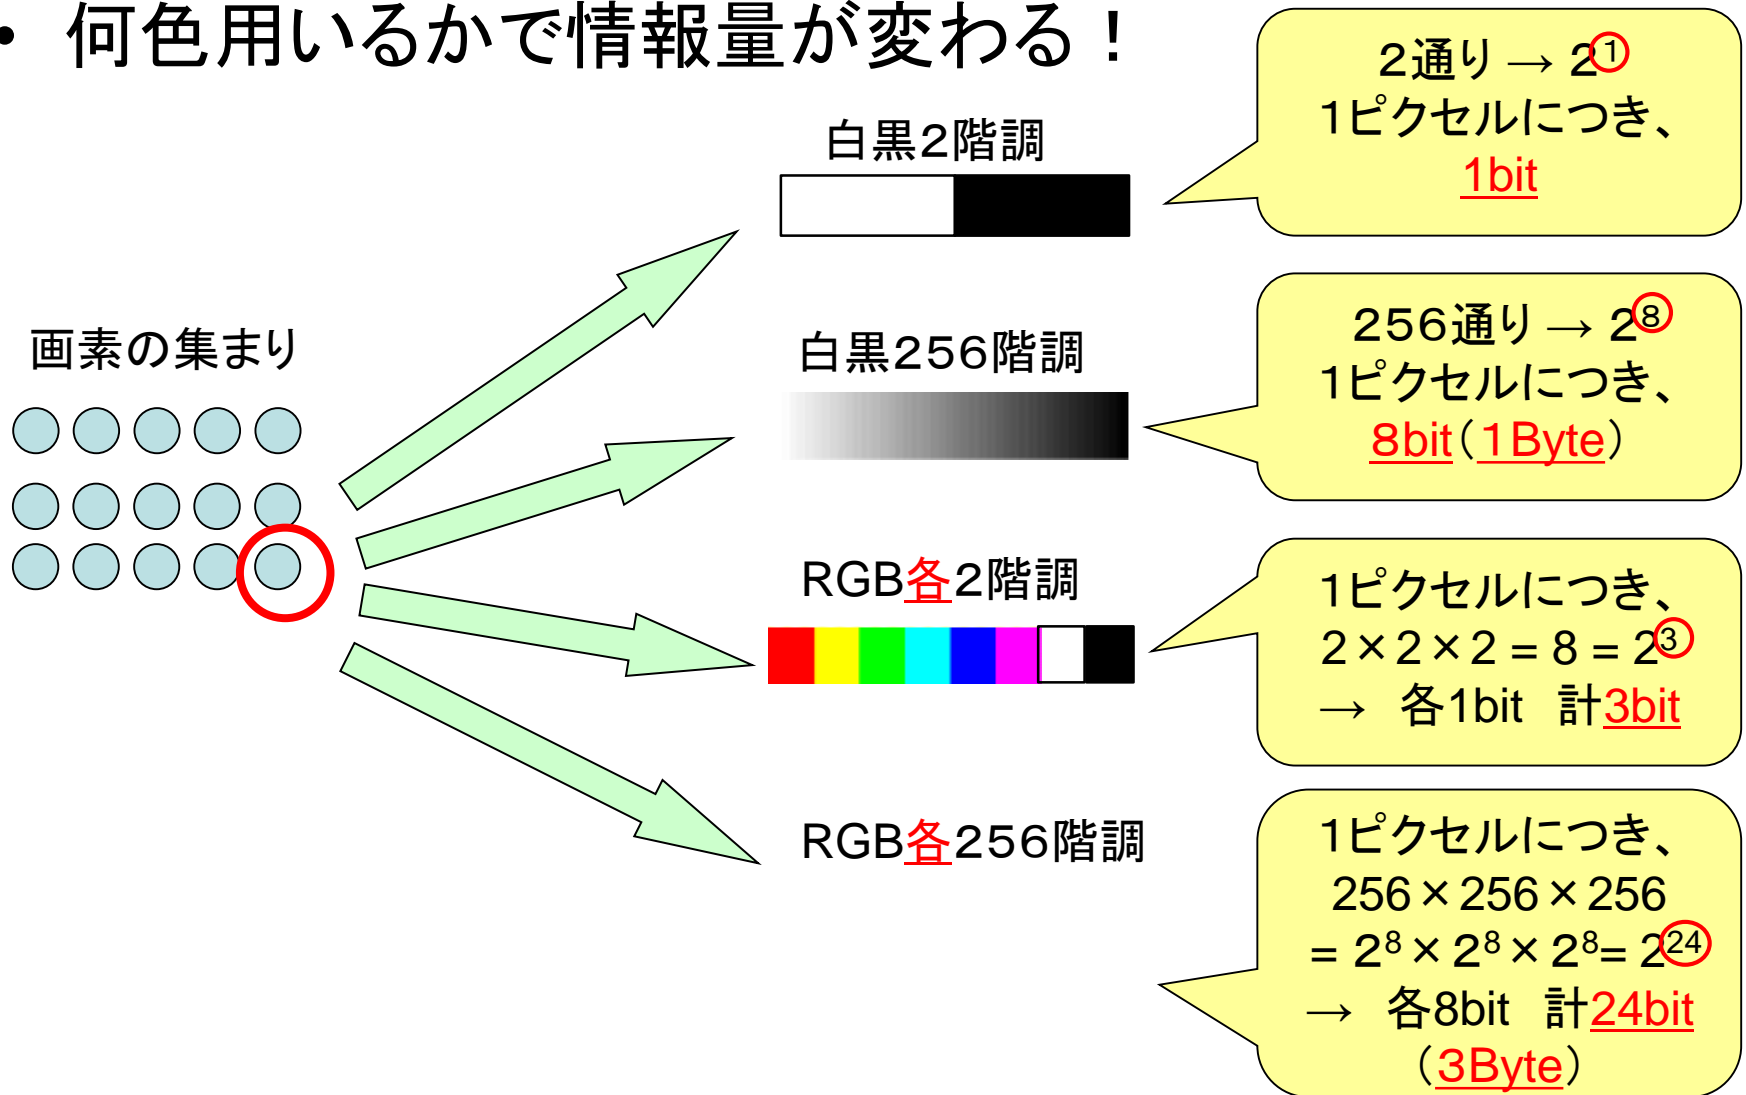 • 何色用いるかで情報量が変わる！
画素の集まり
白黒２階調
２通り → ２¹
１ピクセルにつき、
1bit
白黒２５６階調
２５６通り → ２⁸
１ピクセルにつき、
８bit（１Byte）
RGB各２階調
１ピクセルにつき、
２×２×２ = 8 = ２³
→ 各1bit 計3bit
RGB各２５６階調
１ピクセルにつき、
256×256×256
= ２⁸×２⁸×２⁸= ２²⁴
→ 各8bit 計24bit
（３Byte）